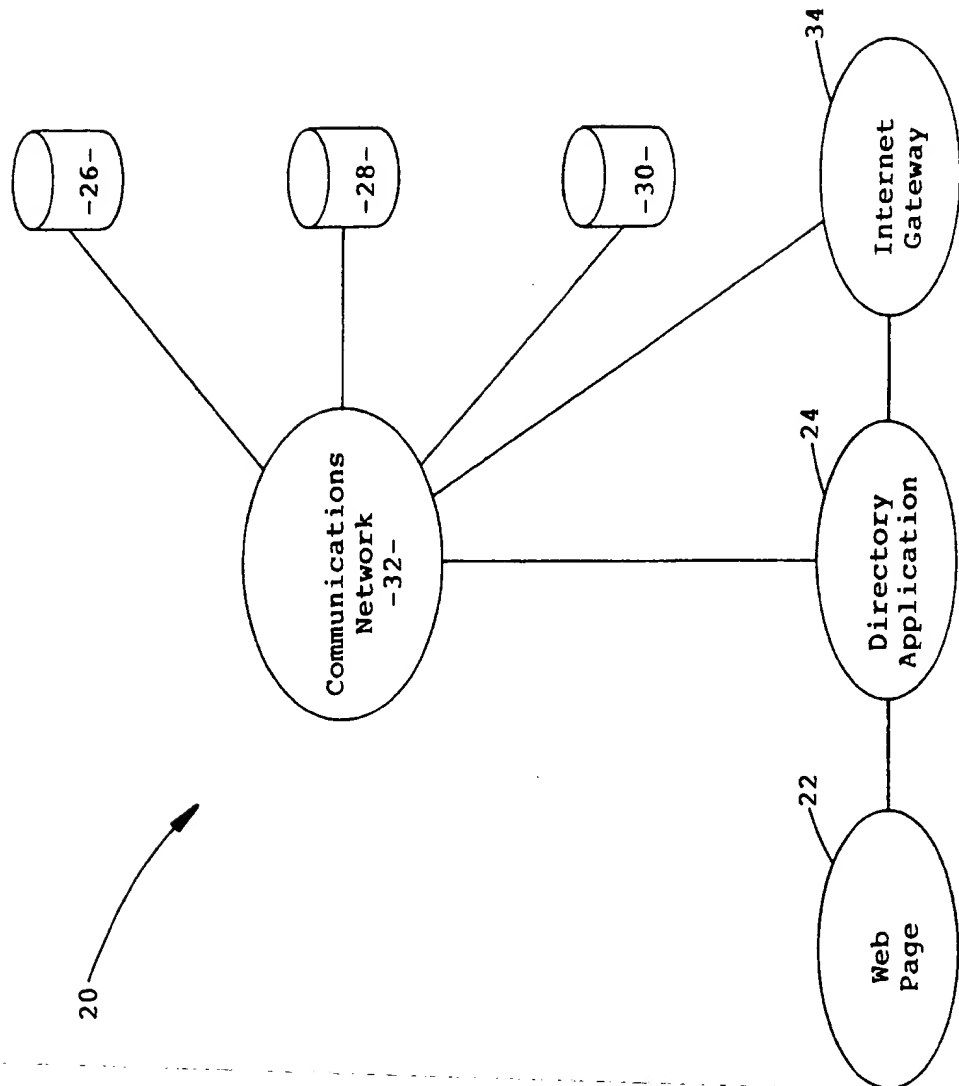 20
Communications
Network
-32-
-26-
-28-
-30-
22
Web
Page
24
Directory
Application
34
Internet
Gateway